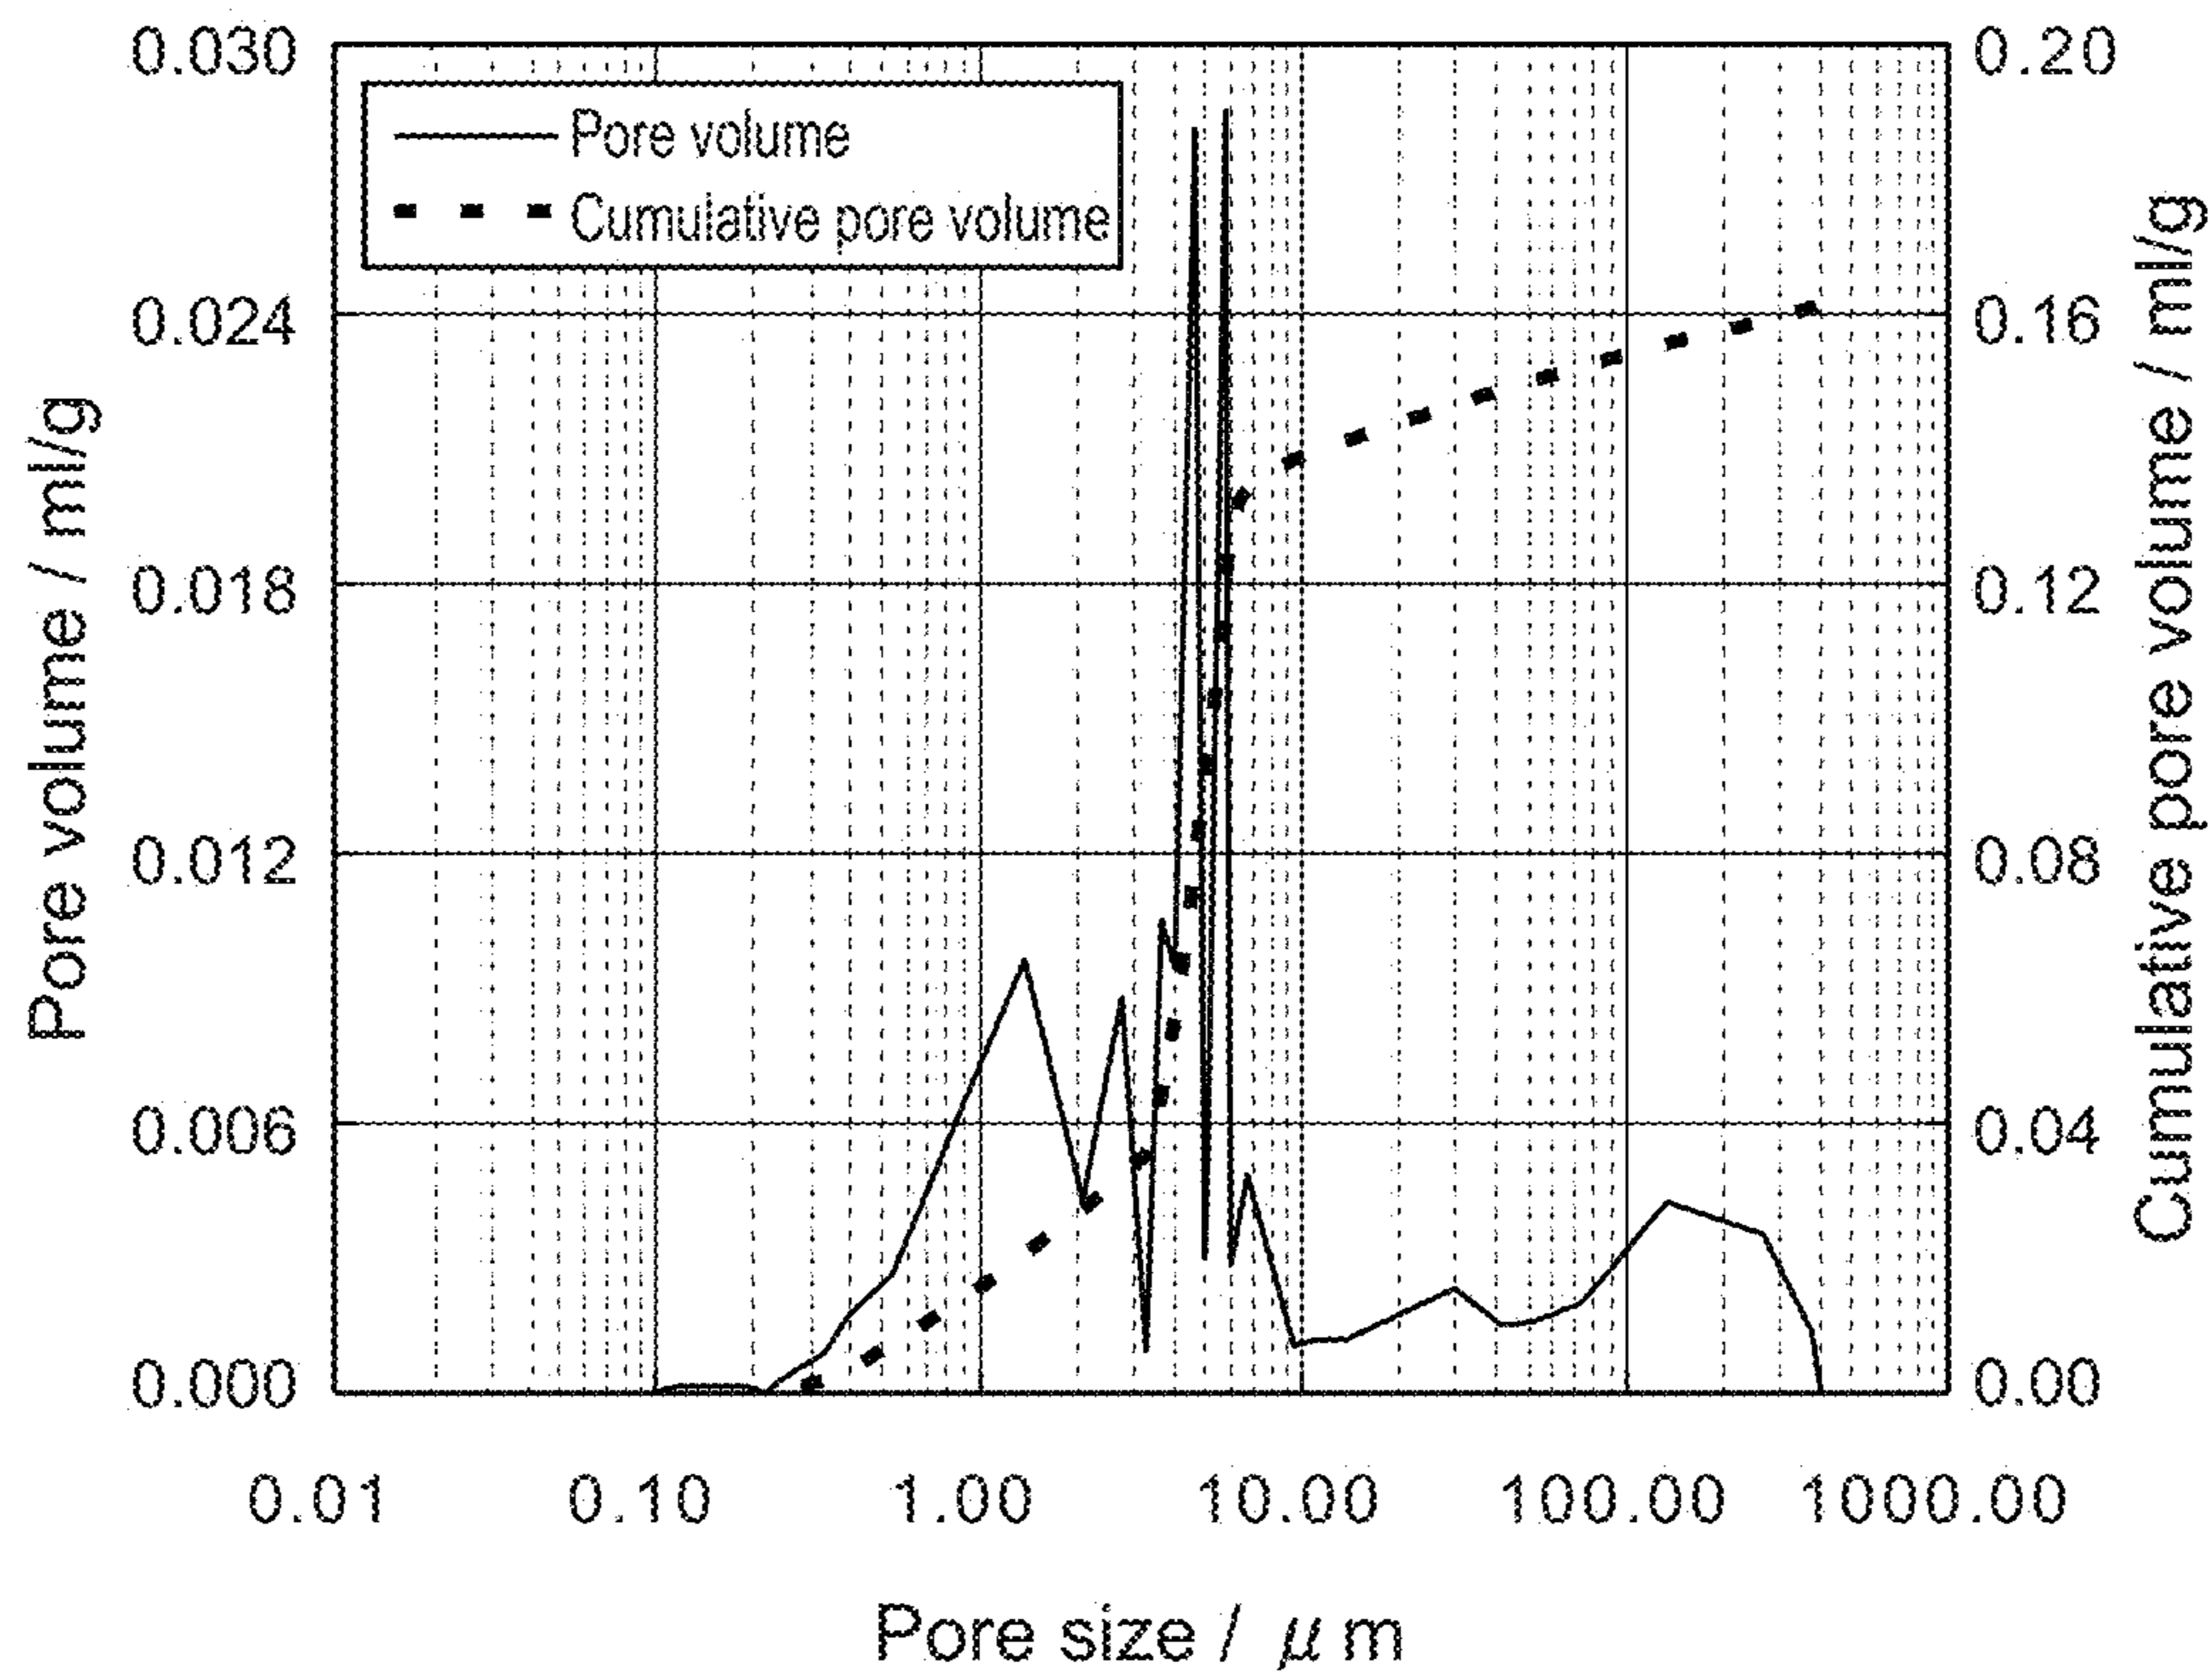 0.030
0.024
0.018
0.012
0.006
0.000
Pore volume / ml/g
Pore volume
Cumulative pore volume
0.20
0.16
0.12
0.08
0.04
0.00
Cumulative pore volume / ml/g
0.01 0.10 1.00 10.00 100.00 1000.00
Pore size / μm